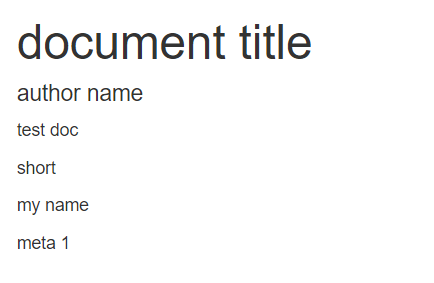 document title
author name
test doc
short
my name
meta 1